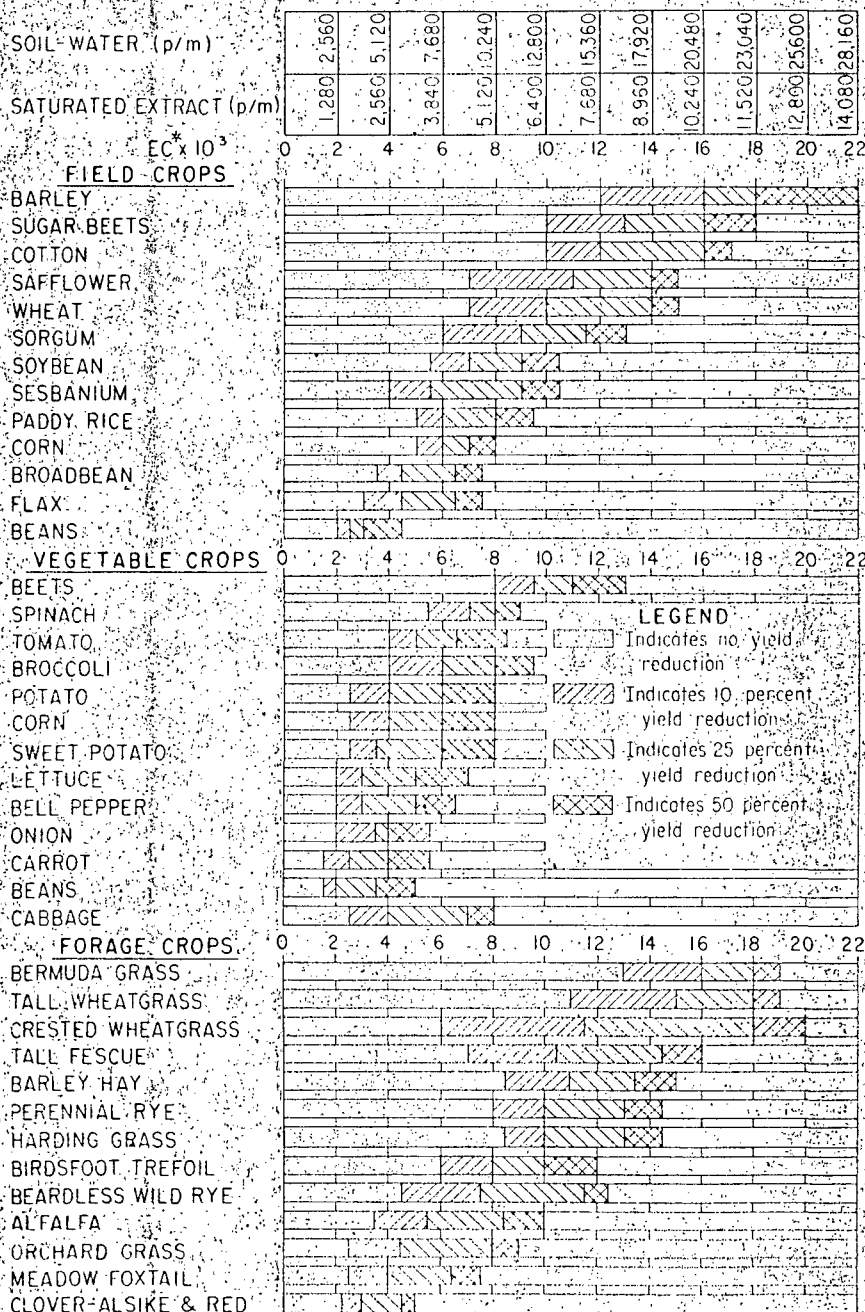 SOIL-WATER (p/m) 2,560 5,120 7,680 10,240 12,800 15,360 17,920 20,480 23,040 25,600 28,160
SATURATED EXTRACT (p/m) 1,280 2,560 3,840 5,120 6,400 7,680 8,960 10,240 11,520 12,800 14,080
EC* x 10³ 0 2 4 6 8 10 12 14 16 18 20 22
FIELD CROPS
BARLEY
SUGAR BEETS
COTTON
SAFFLOWER
WHEAT
SORGUM
SOYBEAN
SESBANIUM
PADDY RICE
CORN
BROADBEAN
FLAX
BEANS
VEGETABLE CROPS 0 2 4 6 8 10 12 14 16 18 20 22
BEETS
SPINACH
TOMATO
BROCCOLI
POTATO
CORN
SWEET POTATO
LETTUCE
BELL PEPPER
ONION
CARROT
BEANS
CABBAGE
LEGEND
Indicates no yield
reduction
Indicates 10 percent
yield reduction
Indicates 25 percent
yield reduction
Indicates 50 percent
yield reduction
FORAGE CROPS 0 2 4 6 8 10 12 14 16 18 20 22
BERMUDA GRASS
TALL WHEATGRASS
CRESTED WHEATGRASS
TALL FESCUE
BARLEY HAY
PERENNIAL RYE
HARDING GRASS
BIRDSFOOT TREFOIL
BEARDLESS WILD RYE
ALFALFA
ORCHARD GRASS
MEADOW FOXTAIL
CLOVER-ALSIKE & RED